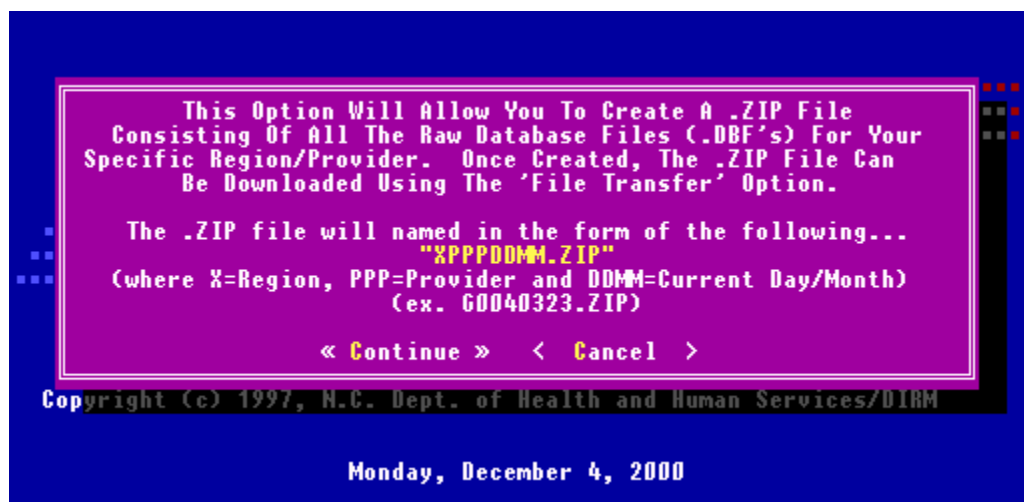 This Option Will Allow You To Create A .ZIP File
Consisting Of All The Raw Database Files (.DBF's) For Your
Specific Region/Provider.  Once Created, The .ZIP File Can
Be Downloaded Using The 'File Transfer' Option.
The .ZIP file will named in the form of the following...
"XPPPDDMM.ZIP"
(where X=Region, PPP=Provider and DDMM=Current Day/Month)
(ex. G0040323.ZIP)
« Continue »  < Cancel >
Copyright (c) 1997, N.C. Dept. of Health and Human Services/DIRM
Monday, December 4, 2000